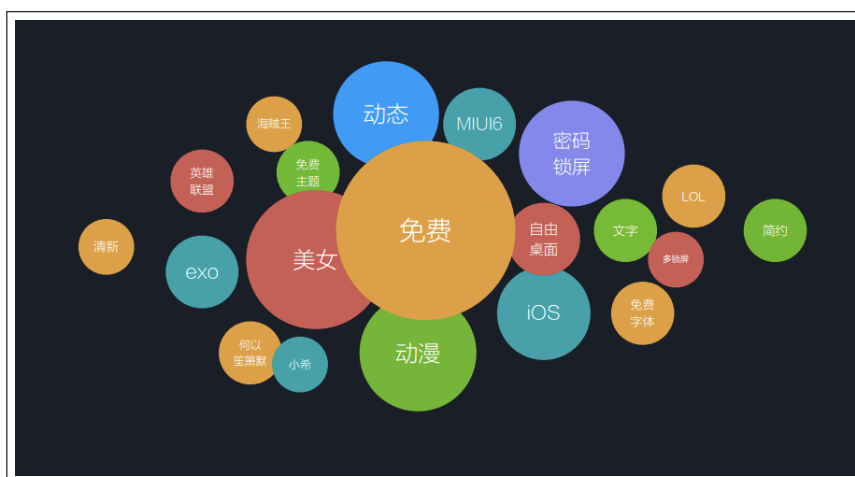 动态
MIUI6
海贼王
密码
锁屏
免费
主题
英雄
联盟
LOL
免费
自由
桌面
文字
简约
清新
美女
多锁屏
exo
iOS
免费
字体
何以
笙箫默
小希
动漫